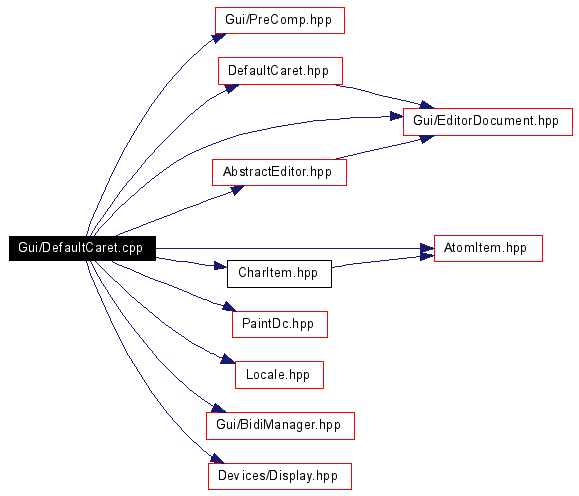 Gui/PreComp.hpp
DefaultCaret.hpp
Gui/EditorDocument.hpp
AbstractEditor.hpp
Gui/DefaultCaret.cpp
AtomItem.hpp
CharItem.hpp
PaintDc.hpp
Locale.hpp
Gui/BidiManager.hpp
Devices/Display.hpp